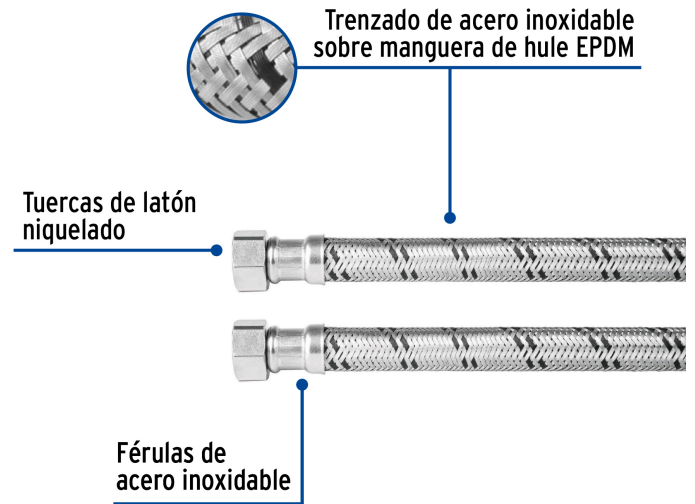 Trenzado de acero inoxidable
sobre manguera de hule EPDM
Tuercas de latón
niquelado
Férulas de
acero inoxidable